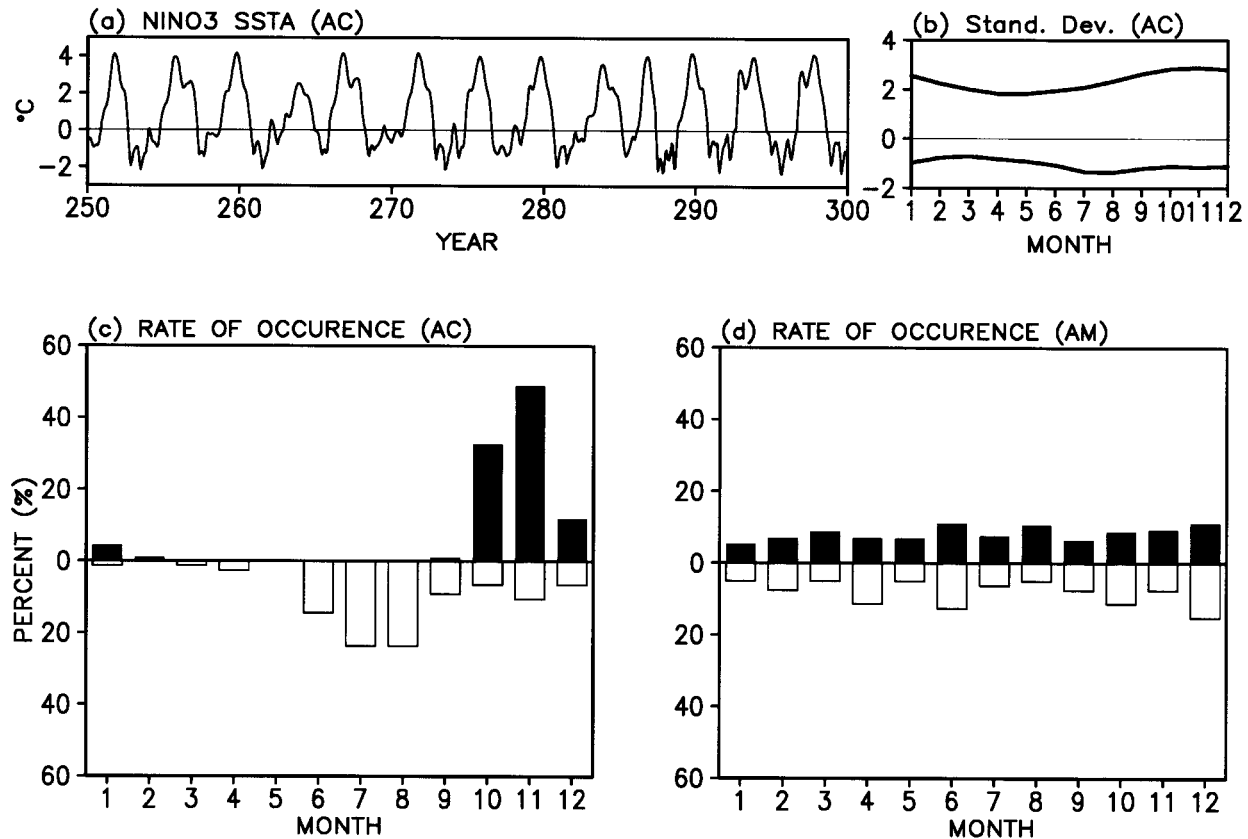 (a) NINO3 SSTA (AC)
°C
4
2
0
−2
250 260 270 280 290 300
YEAR
(b) Stand. Dev. (AC)
4
2
0
−2
1 2 3 4 5 6 7 8 9 10 11 12
MONTH
(c) RATE OF OCCURENCE (AC)
PERCENT (%)
60
40
20
0
20
40
60
1 2 3 4 5 6 7 8 9 10 11 12
MONTH
(d) RATE OF OCCURENCE (AM)
60
40
20
0
20
40
60
1 2 3 4 5 6 7 8 9 10 11 12
MONTH